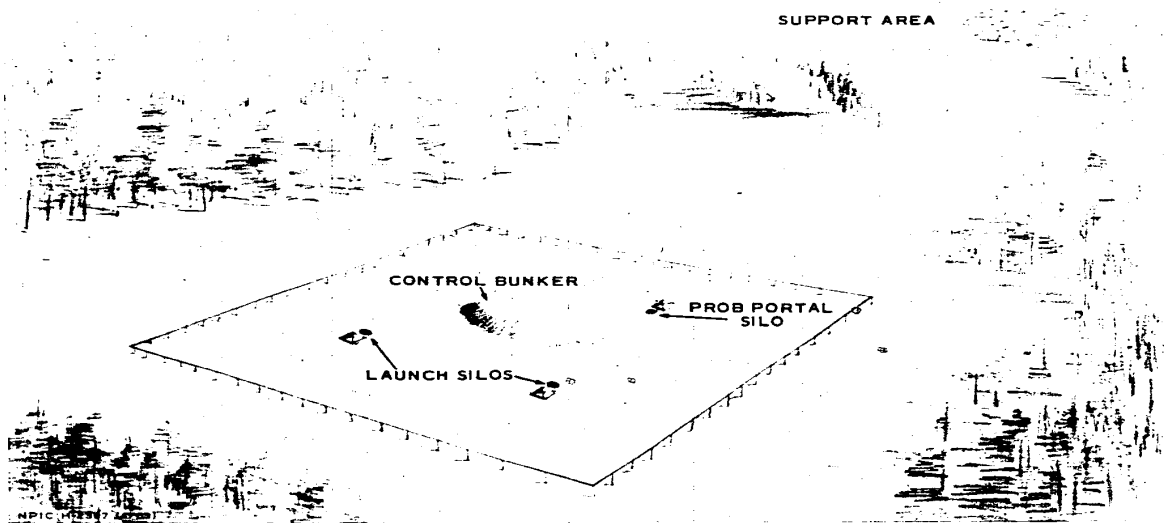 SUPPORT AREA
CONTROL BUNKER
PROB PORTAL
SILO
LAUNCH SILOS
NPIC